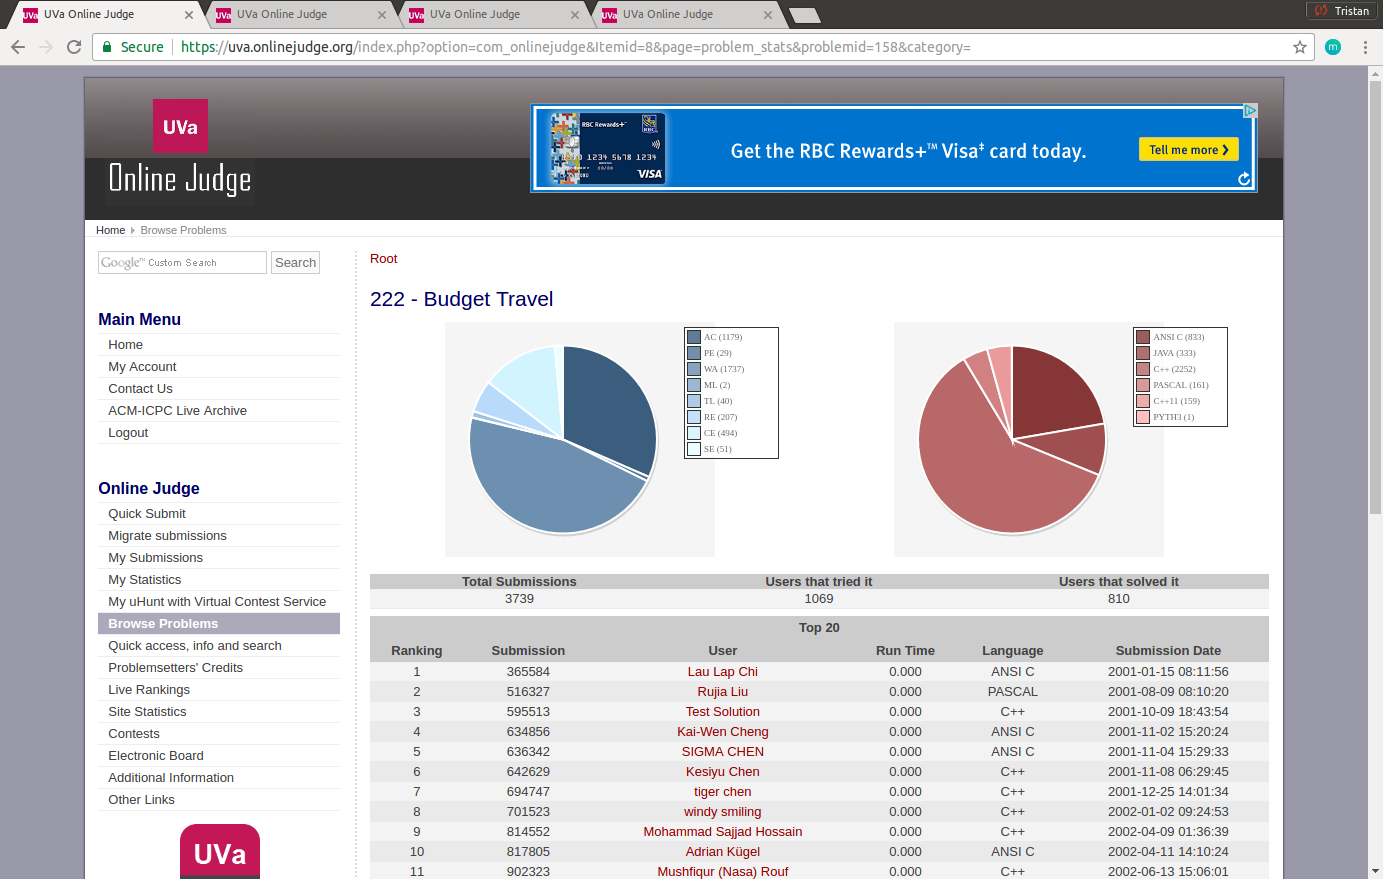 UVa Online Judge
UVa Online Judge
UVa Online Judge
UVa Online Judge
Tristan
Secure
https://uva.onlinejudge.org/index.php?option=com_onlinejudge&Itemid=8&page=problem_stats&problemid=158&category=
m
UVa
Online Judge
RBC Rewards+
RBC
1234 5678 1234
VISA
Get the RBC Rewards+™ Visa‡ card today.
Tell me more
Home
Browse Problems
Google™ Custom Search
Search
Main Menu
Home
My Account
Contact Us
ACM-ICPC Live Archive
Logout
Online Judge
Quick Submit
Migrate submissions
My Submissions
My Statistics
My uHunt with Virtual Contest Service
Browse Problems
Quick access, info and search
Problemsetters' Credits
Live Rankings
Site Statistics
Contests
Electronic Board
Additional Information
Other Links
UVa
Root
222 - Budget Travel
AC (1179)
PE (29)
WA (1737)
ML (2)
TL (40)
RE (207)
CE (494)
SE (51)
ANSI C (833)
JAVA (333)
C++ (2252)
PASCAL (161)
C++11 (159)
PYTH3 (1)
Total Submissions Users that tried it Users that solved it
3739 1069 810
Top 20
Ranking Submission User Run Time Language Submission Date
1 365584 Lau Lap Chi 0.000 ANSI C 2001-01-15 08:11:56
2 516327 Rujia Liu 0.000 PASCAL 2001-08-09 08:10:20
3 595513 Test Solution 0.000 C++ 2001-10-09 18:43:54
4 634856 Kai-Wen Cheng 0.000 ANSI C 2001-11-02 15:20:24
5 636342 SIGMA CHEN 0.000 ANSI C 2001-11-04 15:29:33
6 642629 Kesiyu Chen 0.000 C++ 2001-11-08 06:29:45
7 694747 tiger chen 0.000 C++ 2001-12-25 14:01:34
8 701523 windy smiling 0.000 C++ 2002-01-02 09:24:53
9 814552 Mohammad Sajjad Hossain 0.000 C++ 2002-04-09 01:36:39
10 817805 Adrian Kügel 0.000 ANSI C 2002-04-11 14:10:24
11 902323 Mushfiqur (Nasa) Rouf 0.000 C++ 2002-06-13 15:06:01